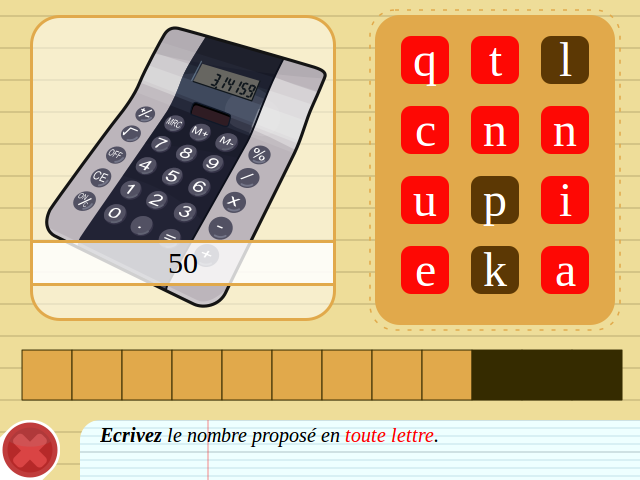 3,14159
+/- MRC M+ M- %
√ 7 8 9 −
OFF 4 5 6 x
CE 1 2 3 -
ON/C 0 . = +
50
q t l
c n n
u p i
e k a
Ecrivez le nombre proposé en toute lettre.